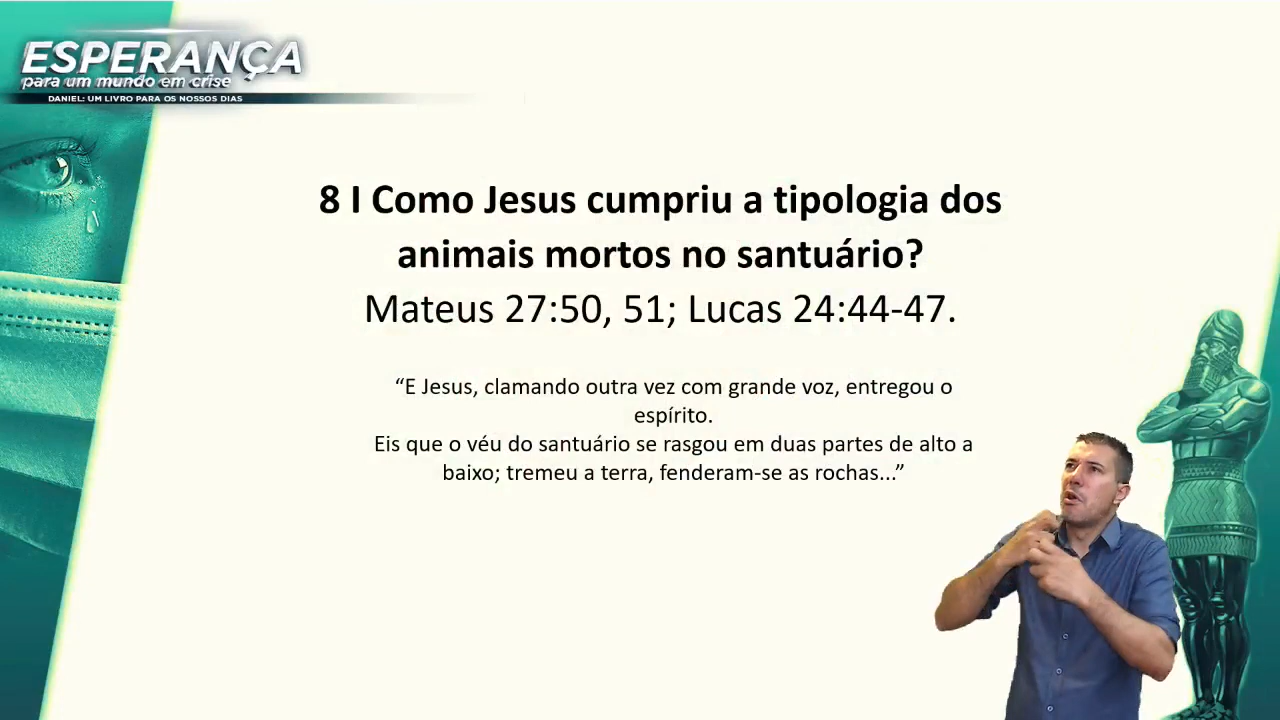 ESPERANÇA
para um mundo em crise
DANIEL: UM LIVRO PARA OS NOSSOS DIAS
8 I Como Jesus cumpriu a tipologia dos
animais mortos no santuário?
Mateus 27:50, 51; Lucas 24:44-47.
“E Jesus, clamando outra vez com grande voz, entregou o
espírito.
Eis que o véu do santuário se rasgou em duas partes de alto a
baixo; tremeu a terra, fenderam-se as rochas...”